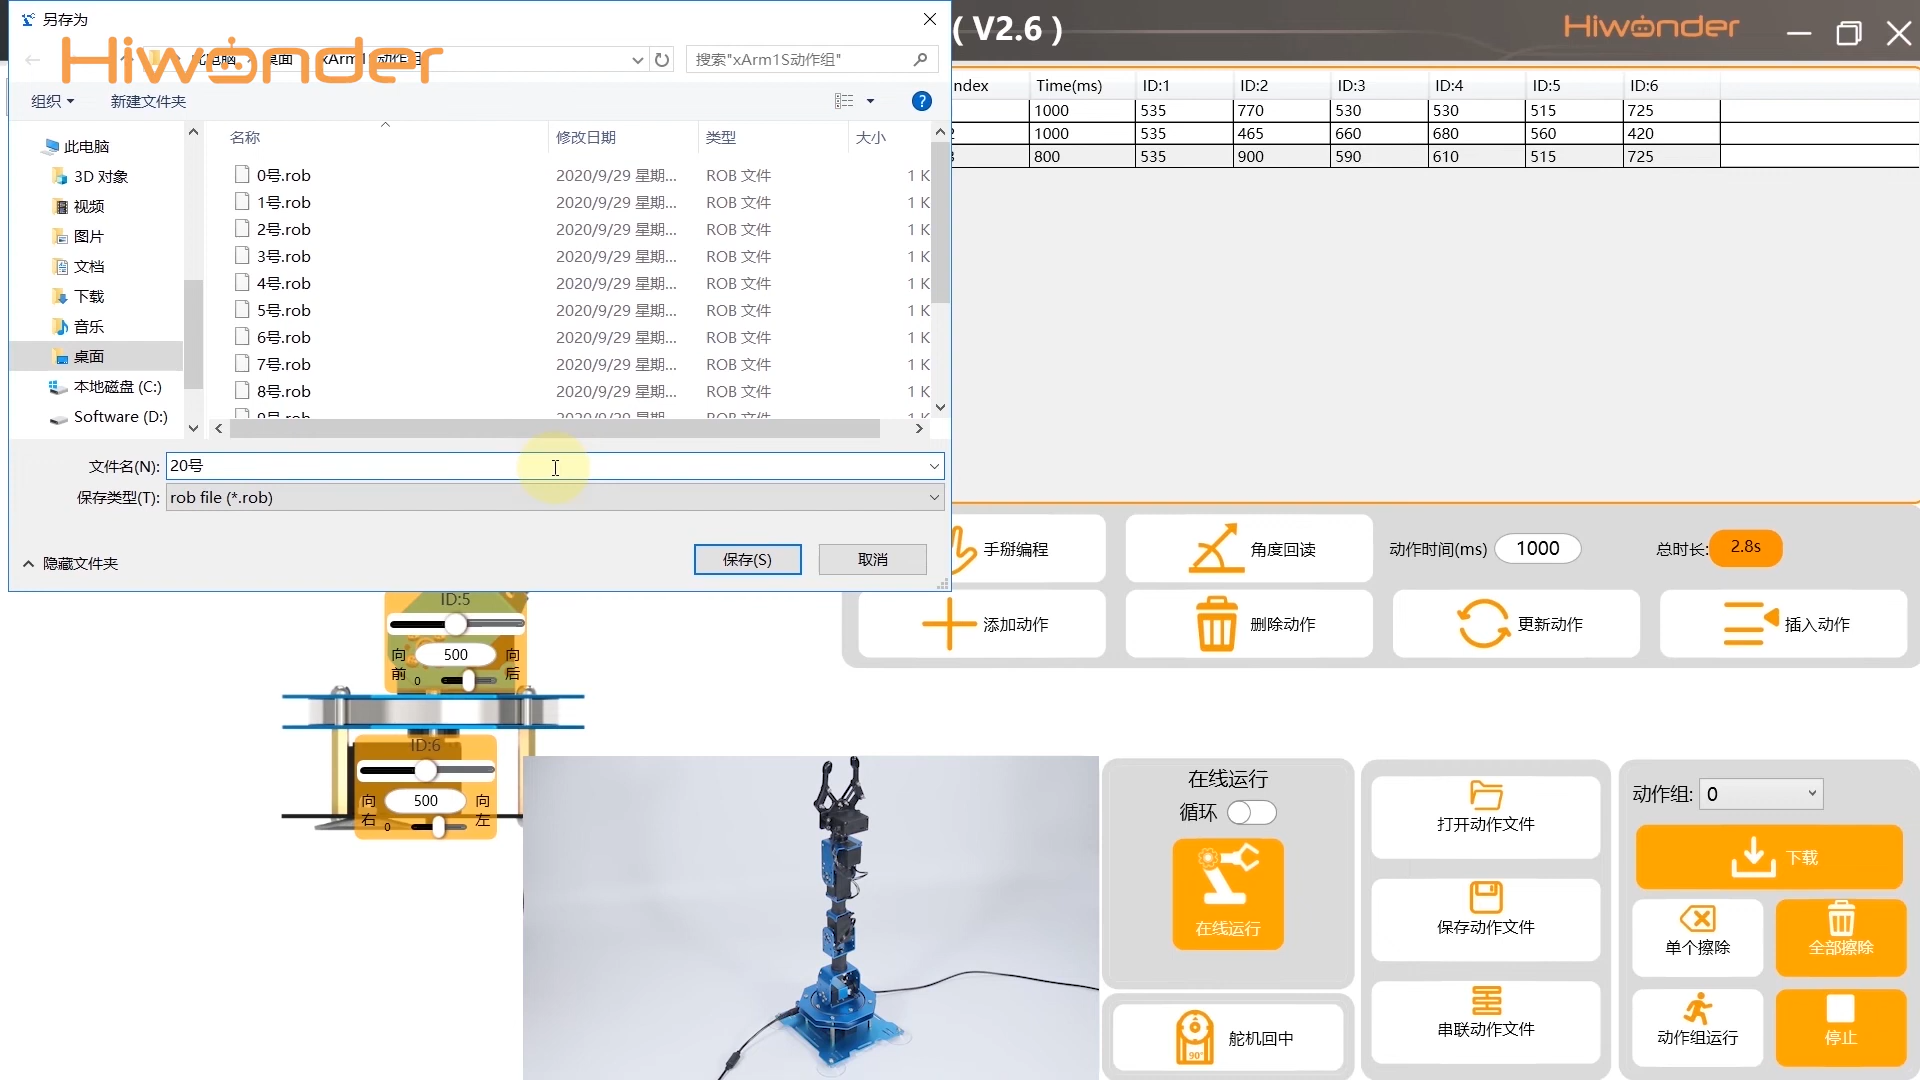 另存为
Hiwonder
搜索"xArm1S动作组"
组织
新建文件夹
名称
修改日期
类型
大小
此电脑
3D 对象
视频
图片
文档
下载
音乐
桌面
本地磁盘 (C:)
Software (D:)
0号.rob 2020/9/29 星期... ROB 文件 1 K
1号.rob 2020/9/29 星期... ROB 文件 1 K
2号.rob 2020/9/29 星期... ROB 文件 1 K
3号.rob 2020/9/29 星期... ROB 文件 1 K
4号.rob 2020/9/29 星期... ROB 文件 1 K
5号.rob 2020/9/29 星期... ROB 文件 1 K
6号.rob 2020/9/29 星期... ROB 文件 1 K
7号.rob 2020/9/29 星期... ROB 文件 1 K
8号.rob 2020/9/29 星期... ROB 文件 1 K
文件名(N): 20号
保存类型(T): rob file (*.rob)
隐藏文件夹
保存(S)
取消
( V2.6 )
Hiwonder
ndex Time(ms) ID:1 ID:2 ID:3 ID:4 ID:5 ID:6
1000 535 770 530 530 515 725
2 1000 535 465 660 680 560 420
3 800 535 900 590 610 515 725
手掰编程
角度回读
动作时间(ms) 1000
总时长: 2.8s
添加动作
删除动作
更新动作
插入动作
ID:5
向前 500 向后
0
ID:6
向右 500 向左
0
在线运行
循环
在线运行
90°
舵机回中
打开动作文件
保存动作文件
串联动作文件
动作组: 0
下载
单个擦除
全部擦除
动作组运行
停止